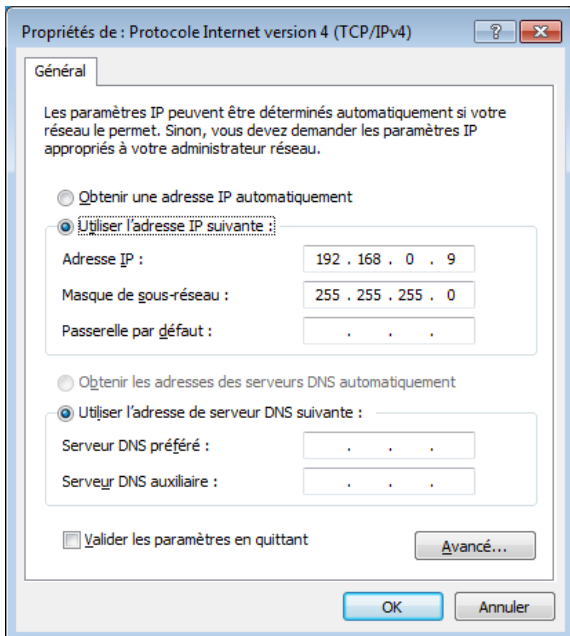 Propriétés de : Protocole Internet version 4 (TCP/IPv4)
Général
Les paramètres IP peuvent être déterminés automatiquement si votre
réseau le permet. Sinon, vous devez demander les paramètres IP
appropriés à votre administrateur réseau.
Obtenir une adresse IP automatiquement
Utiliser l'adresse IP suivante :
Adresse IP : 192 . 168 . 0 . 9
Masque de sous-réseau : 255 . 255 . 255 . 0
Passerelle par défaut : . . .
Obtenir les adresses des serveurs DNS automatiquement
Utiliser l'adresse de serveur DNS suivante :
Serveur DNS préféré : . . .
Serveur DNS auxiliaire : . . .
Valider les paramètres en quittant
Avancé...
OK Annuler